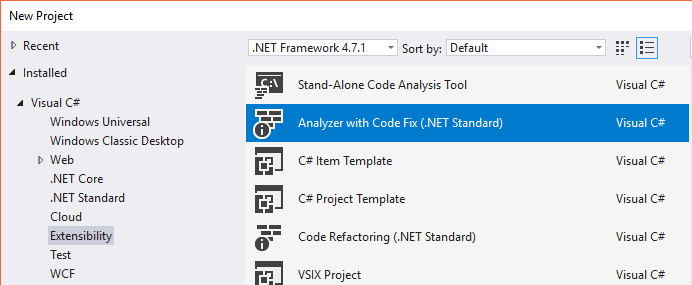 New Project
Recent
Installed
Visual C#
Windows Universal
Windows Classic Desktop
Web
.NET Core
.NET Standard
Cloud
Extensibility
Test
WCF
.NET Framework 4.7.1 Sort by: Default
C:\
Stand-Alone Code Analysis Tool Visual C#
Analyzer with Code Fix (.NET Standard) Visual C#
C# Item Template Visual C#
C# Project Template Visual C#
Code Refactoring (.NET Standard) Visual C#
VSIX Project Visual C#